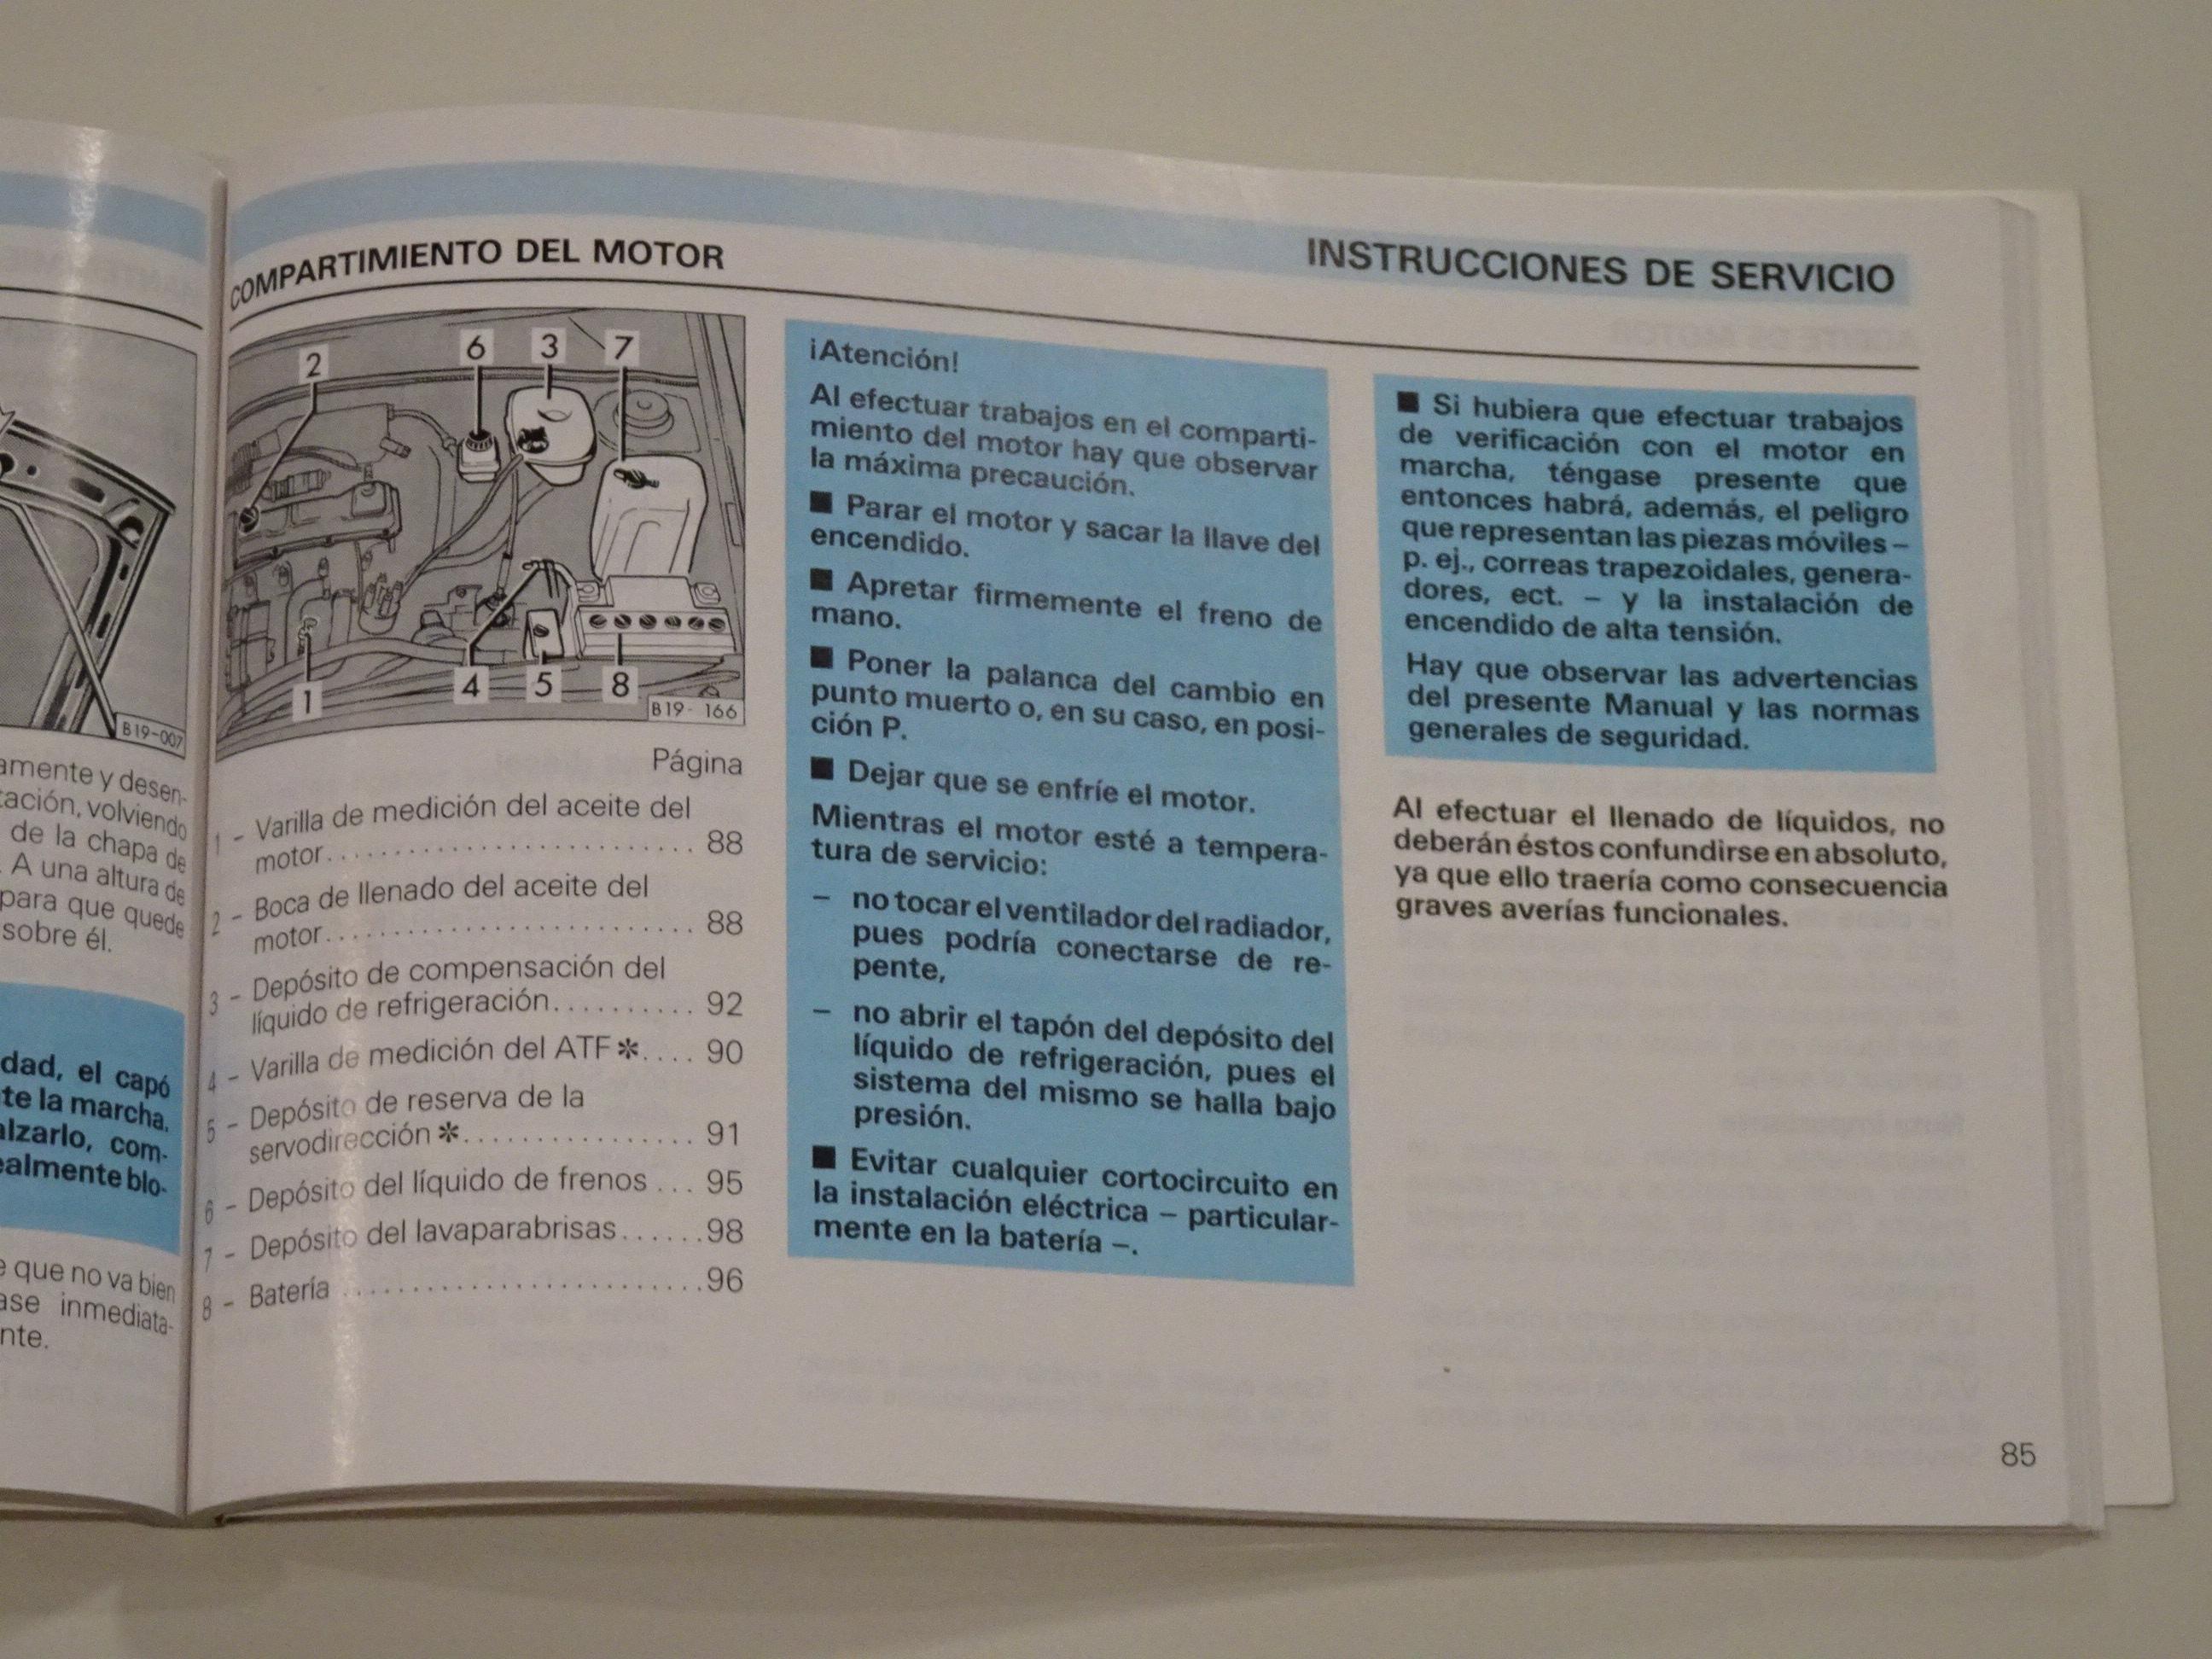 amente y desen-
tación, volviendo
de la chapa de
. A una altura de
para que quede
sobre él.
dad, el capó
te la marcha.
alzarlo, com-
ealmente blo-
e que no va bien
ase inmediata-
nte.
B19-007
COMPARTIMIENTO DEL MOTOR
INSTRUCCIONES DE SERVICIO
2
6
3
7
1
4
5
8
B19- 166
Página
1 - Varilla de medición del aceite del
motor........................... 88
2 - Boca de llenado del aceite del
motor........................... 88
3 - Depósito de compensación del
líquido de refrigeración.......... 92
4 - Varilla de medición del ATF✻.... 90
5 - Depósito de reserva de la
servodirección✻................. 91
6 - Depósito del líquido de frenos ... 95
7 - Depósito del lavaparabrisas......98
8 - Batería ..........................96
¡Atención!
Al efectuar trabajos en el comparti-
miento del motor hay que observar
la máxima precaución.
■ Parar el motor y sacar la llave del
encendido.
■ Apretar firmemente el freno de
mano.
■ Poner la palanca del cambio en
punto muerto o, en su caso, en posi-
ción P.
■ Dejar que se enfríe el motor.
Mientras el motor esté a tempera-
tura de servicio:
– no tocar el ventilador del radiador,
pues podría conectarse de re-
pente,
– no abrir el tapón del depósito del
líquido de refrigeración, pues el
sistema del mismo se halla bajo
presión.
■ Evitar cualquier cortocircuito en
la instalación eléctrica – particular-
mente en la batería –.
■ Si hubiera que efectuar trabajos
de verificación con el motor en
marcha, téngase presente que
entonces habrá, además, el peligro
que representan las piezas móviles –
p. ej., correas trapezoidales, genera-
dores, ect. – y la instalación de
encendido de alta tensión.
Hay que observar las advertencias
del presente Manual y las normas
generales de seguridad.
Al efectuar el llenado de líquidos, no
deberán éstos confundirse en absoluto,
ya que ello traería como consecuencia
graves averías funcionales.
85